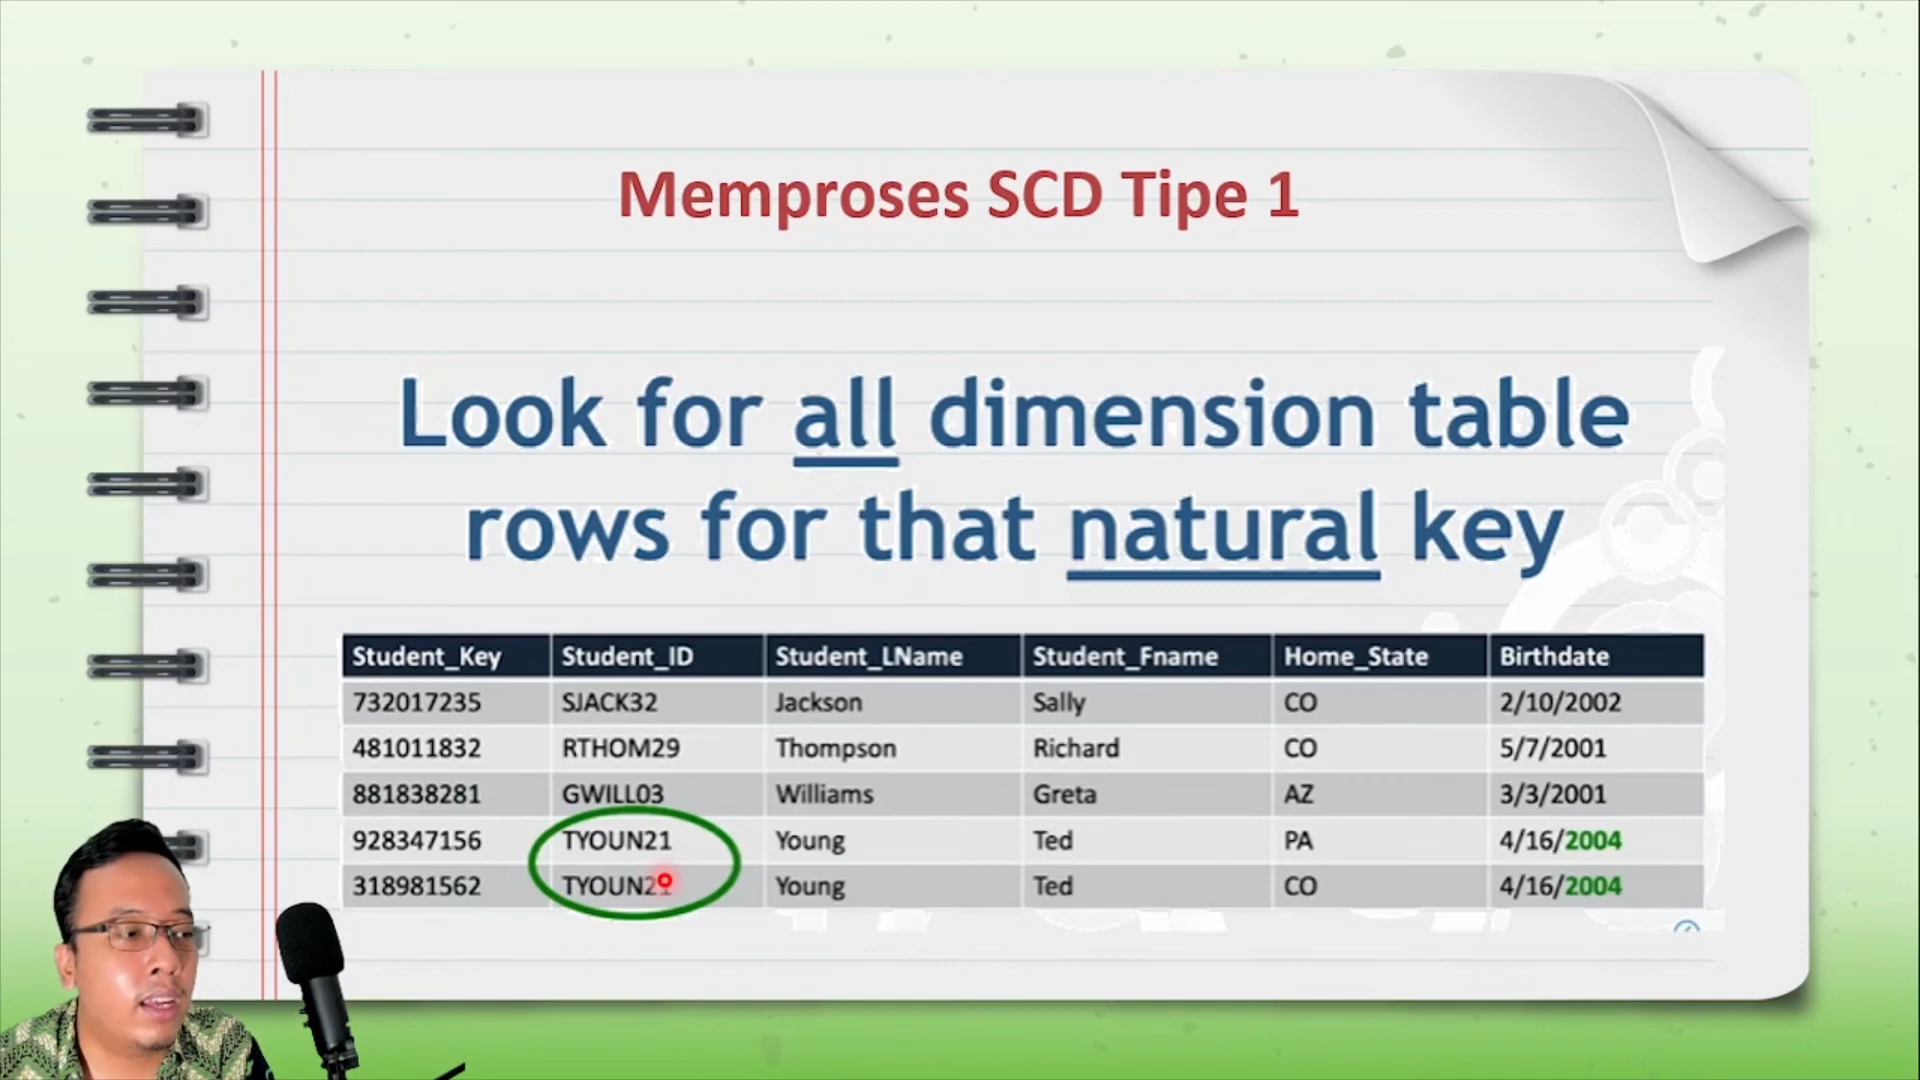 Memproses SCD Tipe 1
Look for all dimension table
rows for that natural key
Student_Key Student_ID Student_LName Student_Fname Home_State Birthdate
732017235 SJACK32 Jackson Sally CO 2/10/2002
481011832 RTHOM29 Thompson Richard CO 5/7/2001
881838281 GWILL03 Williams Greta AZ 3/3/2001
928347156 TYOUN21 Young Ted PA 4/16/2004
318981562 TYOUN21 Young Ted CO 4/16/2004